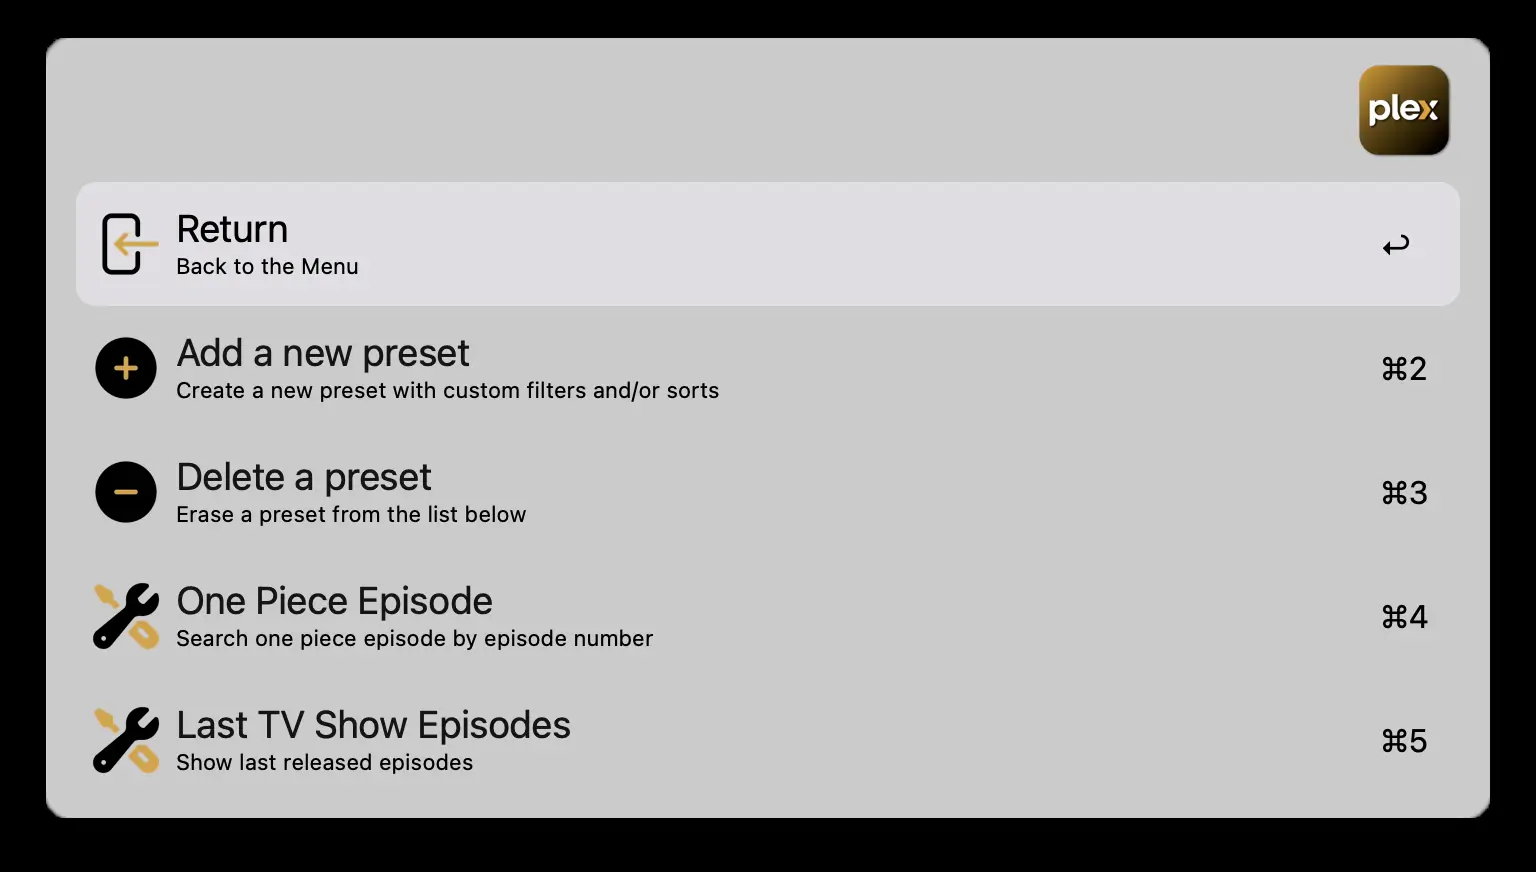 plex
Return
Back to the Menu
↩
Add a new preset
Create a new preset with custom filters and/or sorts
⌘2
Delete a preset
Erase a preset from the list below
⌘3
One Piece Episode
Search one piece episode by episode number
⌘4
Last TV Show Episodes
Show last released episodes
⌘5